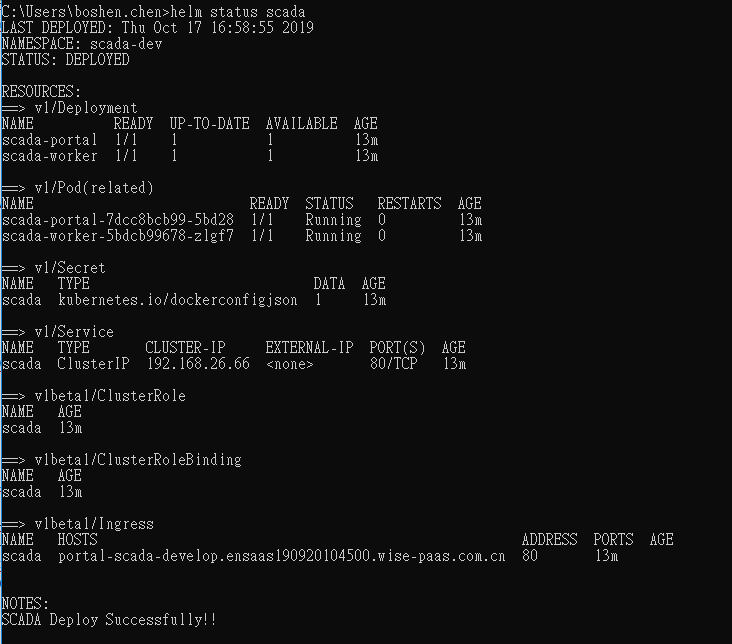 C:\Users\boshen.chen>helm status scada
LAST DEPLOYED: Thu Oct 17 16:58:55 2019
NAMESPACE: scada-dev
STATUS: DEPLOYED
RESOURCES:
==> v1/Deployment
NAME READY UP-TO-DATE AVAILABLE AGE
scada-portal 1/1 1 1 13m
scada-worker 1/1 1 1 13m
==> v1/Pod(related)
NAME READY STATUS RESTARTS AGE
scada-portal-7dcc8bcb99-5bd28 1/1 Running 0 13m
scada-worker-5bdcb99678-zlgf7 1/1 Running 0 13m
==> v1/Secret
NAME TYPE DATA AGE
scada kubernetes.io/dockerconfigjson 1 13m
==> v1/Service
NAME TYPE CLUSTER-IP EXTERNAL-IP PORT(S) AGE
scada ClusterIP 192.168.26.66 <none> 80/TCP 13m
==> v1beta1/ClusterRole
NAME AGE
scada 13m
==> v1beta1/ClusterRoleBinding
NAME AGE
scada 13m
==> v1beta1/Ingress
NAME HOSTS ADDRESS PORTS AGE
scada portal-scada-develop.ensaas190920104500.wise-paas.com.cn 80 13m
NOTES:
SCADA Deploy Successfully!!